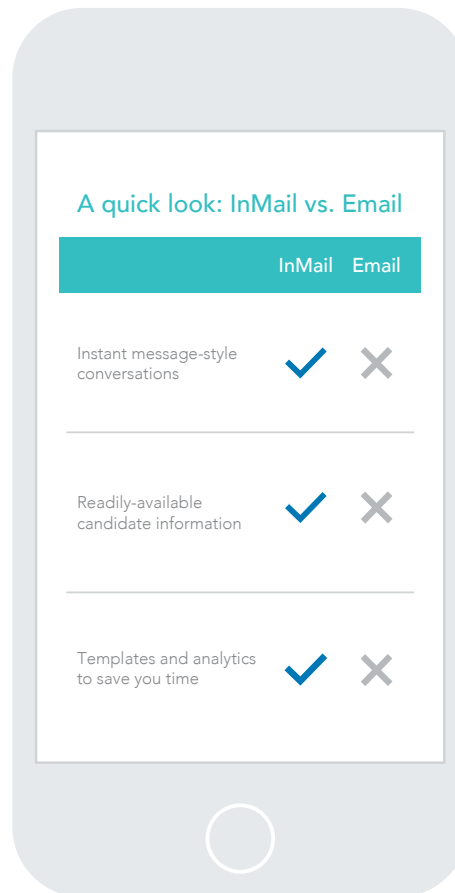 A quick look: InMail vs. Email
InMail Email
Instant message-style
conversations
Readily-available
candidate information
Templates and analytics
to save you time